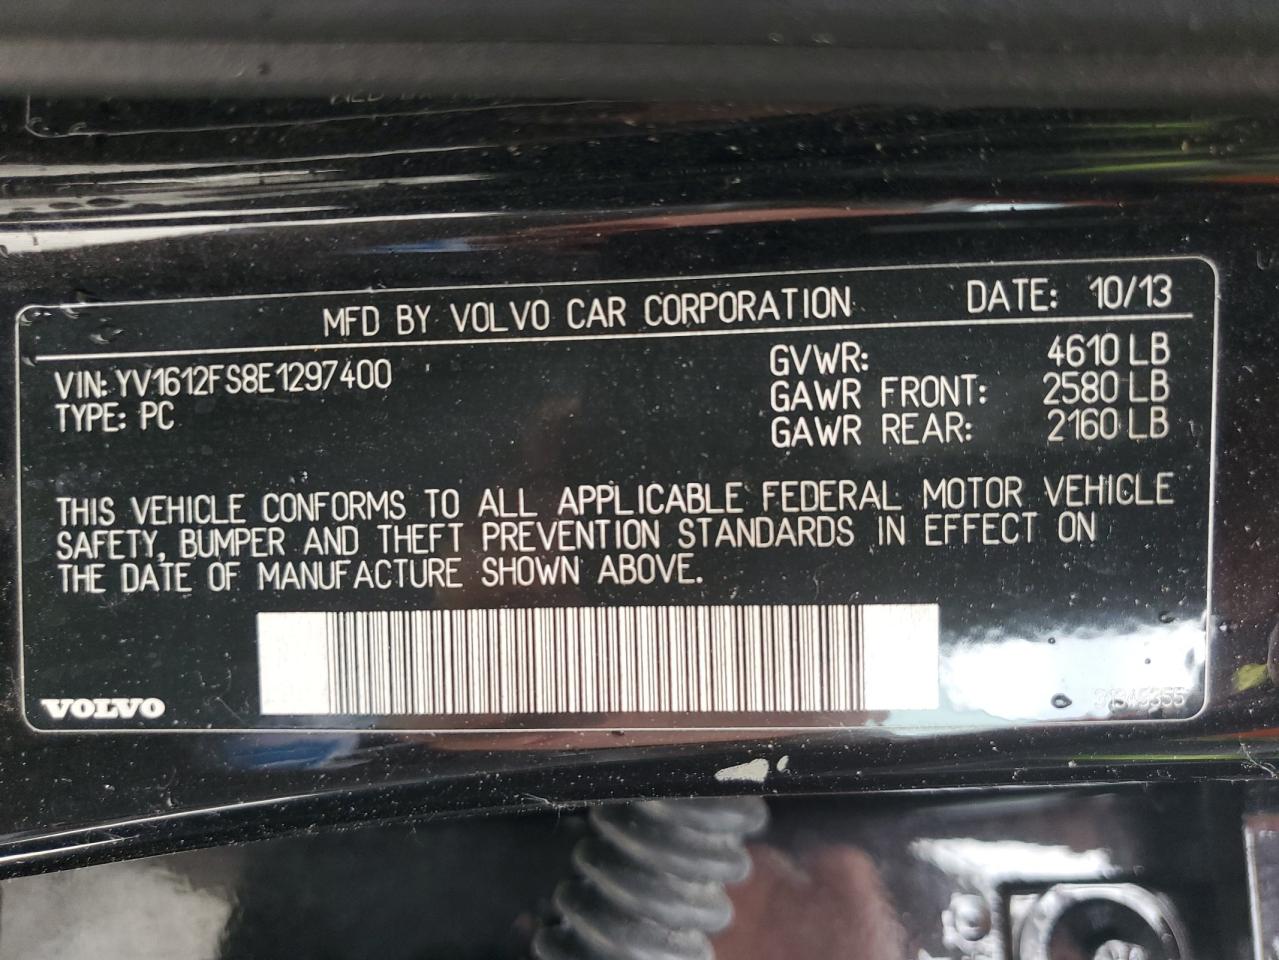 MFD BY VOLVO CAR CORPORATION DATE: 10/13
VIN: YV1612FS8E1297400 GVWR: 4610 LB
TYPE: PC GAWR FRONT: 2580 LB
GAWR REAR: 2160 LB
THIS VEHICLE CONFORMS TO ALL APPLICABLE FEDERAL MOTOR VEHICLE
SAFETY, BUMPER AND THEFT PREVENTION STANDARDS IN EFFECT ON
THE DATE OF MANUFACTURE SHOWN ABOVE.
VOLVO